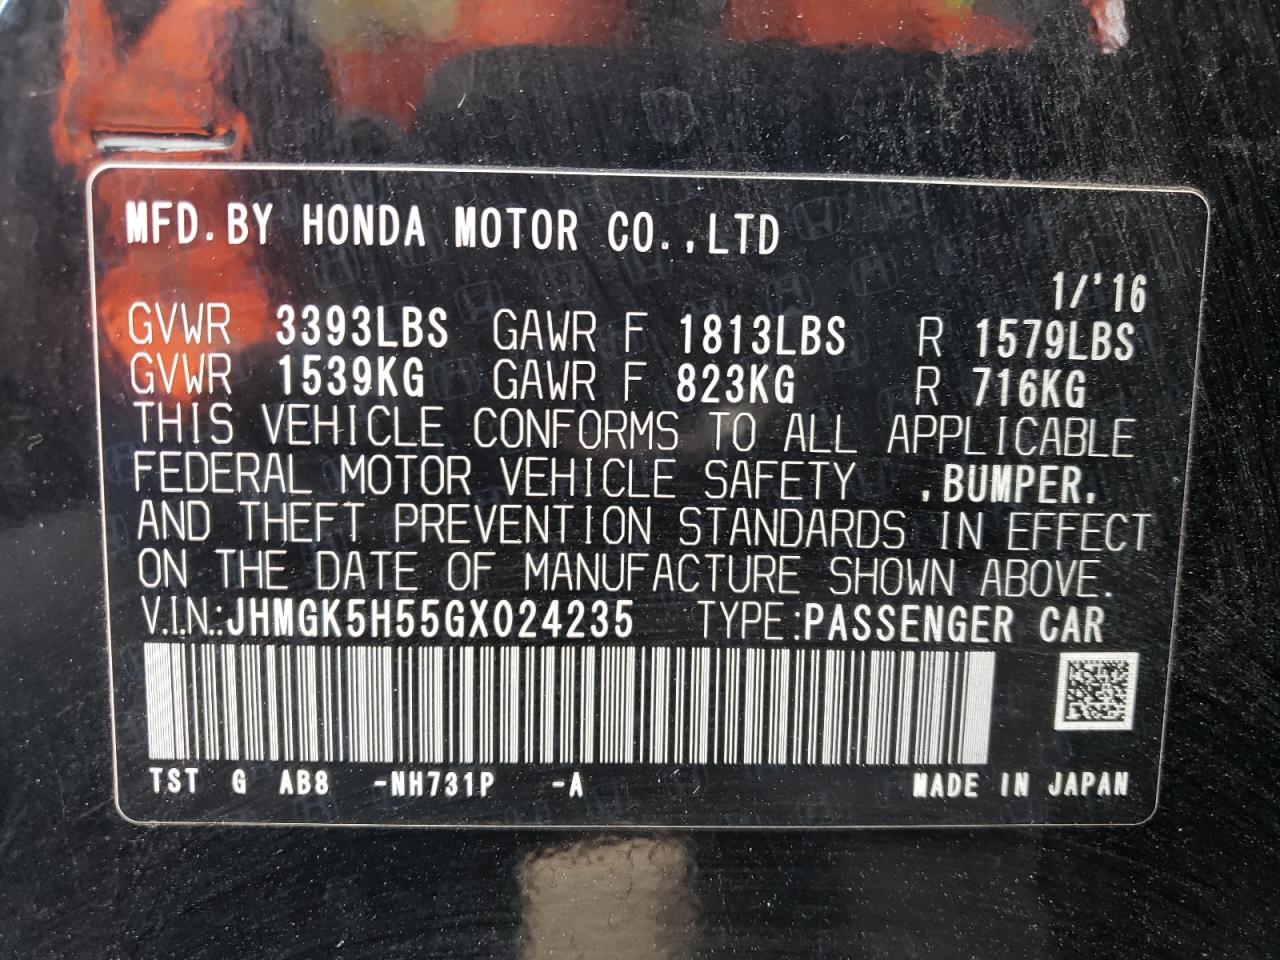 MFD.BY HONDA MOTOR CO.,LTD
1/'16
GVWR 3393LBS GAWR F 1813LBS R 1579LBS
GVWR 1539KG GAWR F 823KG R 716KG
THIS VEHICLE CONFORMS TO ALL APPLICABLE
FEDERAL MOTOR VEHICLE SAFETY ,BUMPER,
AND THEFT PREVENTION STANDARDS IN EFFECT
ON THE DATE OF MANUFACTURE SHOWN ABOVE.
V.I.N.:JHMGK5H55GX024235 TYPE:PASSENGER CAR
TST G AB8 -NH731P -A MADE IN JAPAN